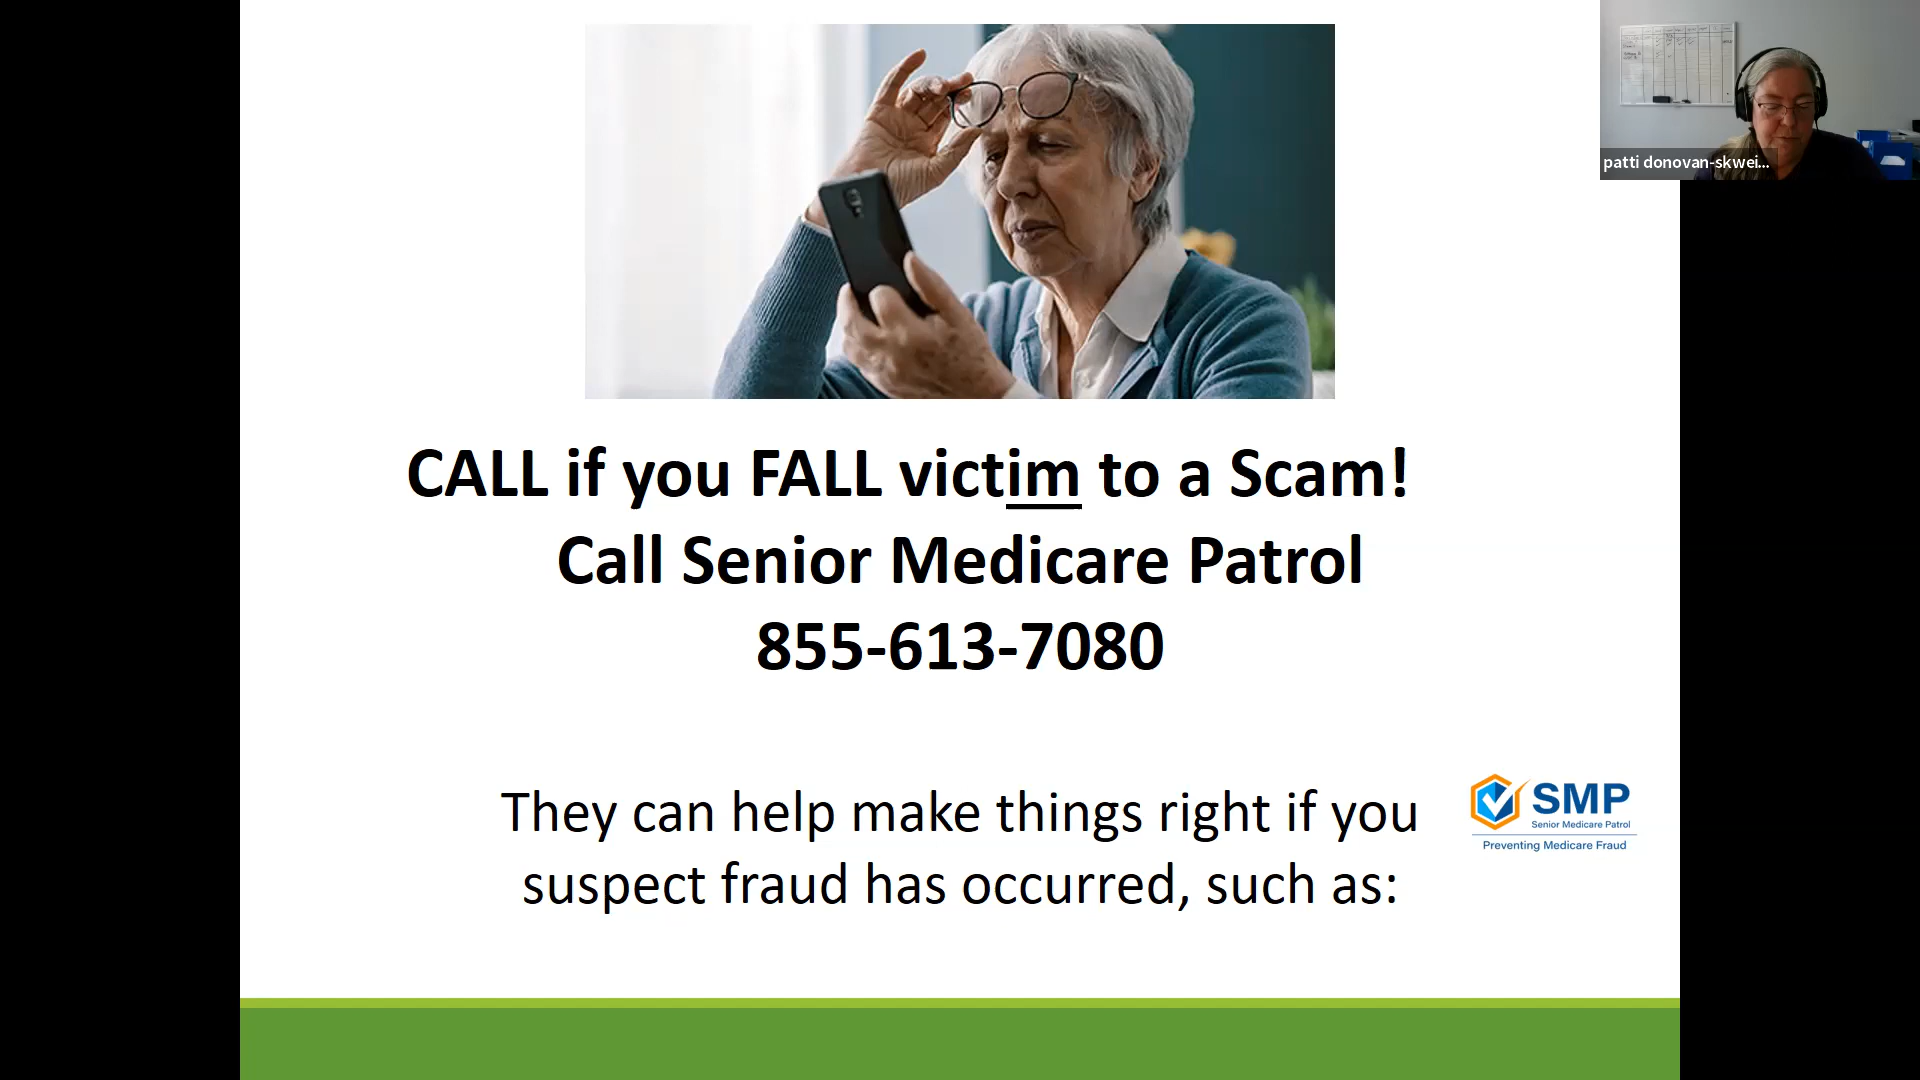 patti donovan-skwei...
CALL if you FALL victim to a Scam!
Call Senior Medicare Patrol
855-613-7080
They can help make things right if you
suspect fraud has occurred, such as:
SMP
Senior Medicare Patrol
Preventing Medicare Fraud